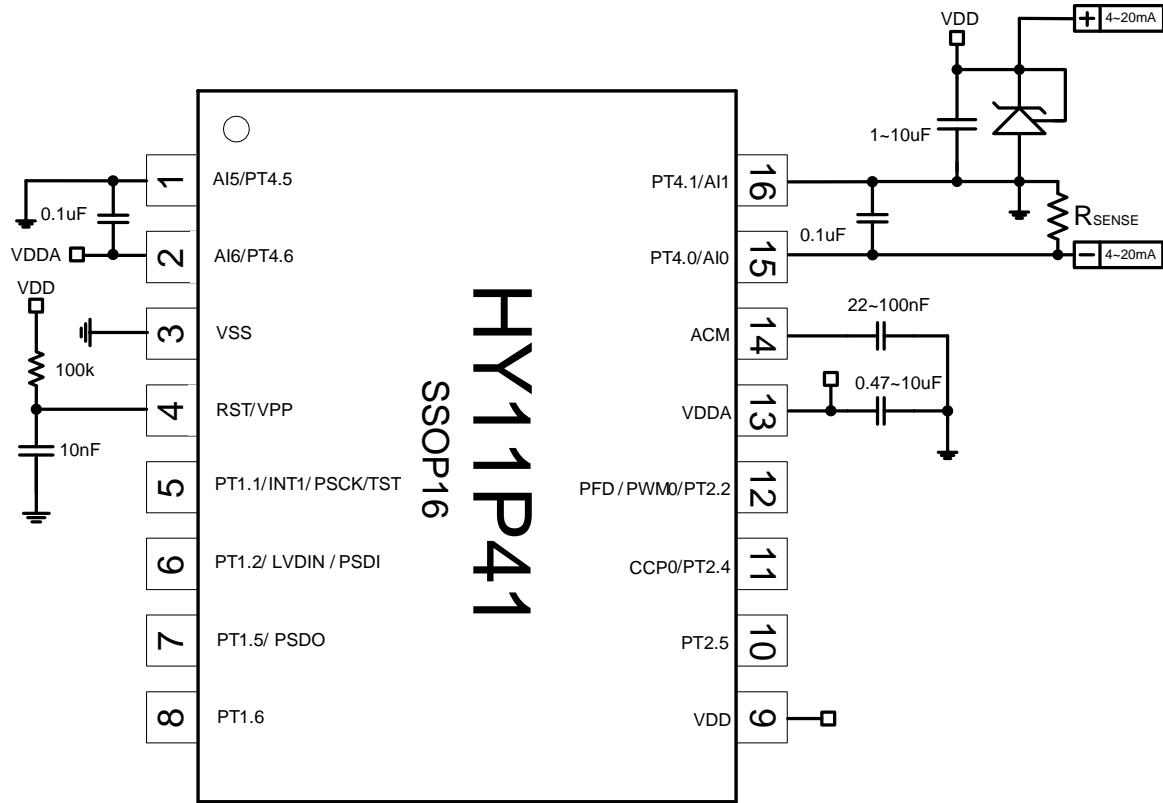 VDD
+ 4~20mA
1~10uF
1 AI5/PT4.5
PT4.1/AI1 16
0.1uF
0.1uF
RSENSE
VDDA
2 AI6/PT4.6
PT4.0/AI0 15
− 4~20mA
VDD
3 VSS
ACM 14
22~100nF
100k
4 RST/VPP
VDDA 13
0.47~10uF
10nF
5 PT1.1/INT1/PSCK/TST
PFD/PWM0/PT2.2 12
6 PT1.2/ LVDIN / PSDI
CCP0/PT2.4 11
7 PT1.5/ PSDO
PT2.5 10
8 PT1.6
VDD 9
HY11P41
SSOP16